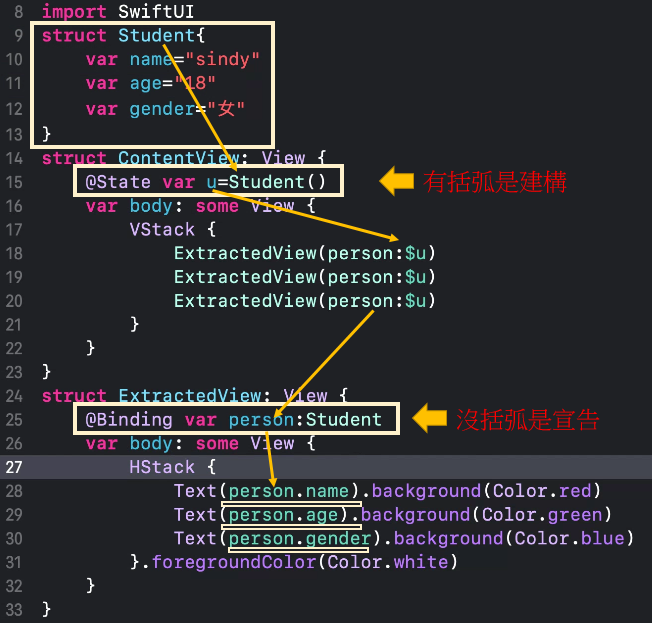 8 import SwiftUI
9 struct Student{
10 var name="sindy"
11 var age="18"
12 var gender="女"
13 }
14 struct ContentView: View {
15 @State var u=Student() 有括弧是建構
16 var body: some View {
17 VStack {
18 ExtractedView(person:$u)
19 ExtractedView(person:$u)
20 ExtractedView(person:$u)
21 }
22 }
23 }
24 struct ExtractedView: View {
25 @Binding var person:Student 沒括弧是宣告
26 var body: some View {
27 HStack {
28 Text(person.name).background(Color.red)
29 Text(person.age).background(Color.green)
30 Text(person.gender).background(Color.blue)
31 }.foregroundColor(Color.white)
32 }
33 }